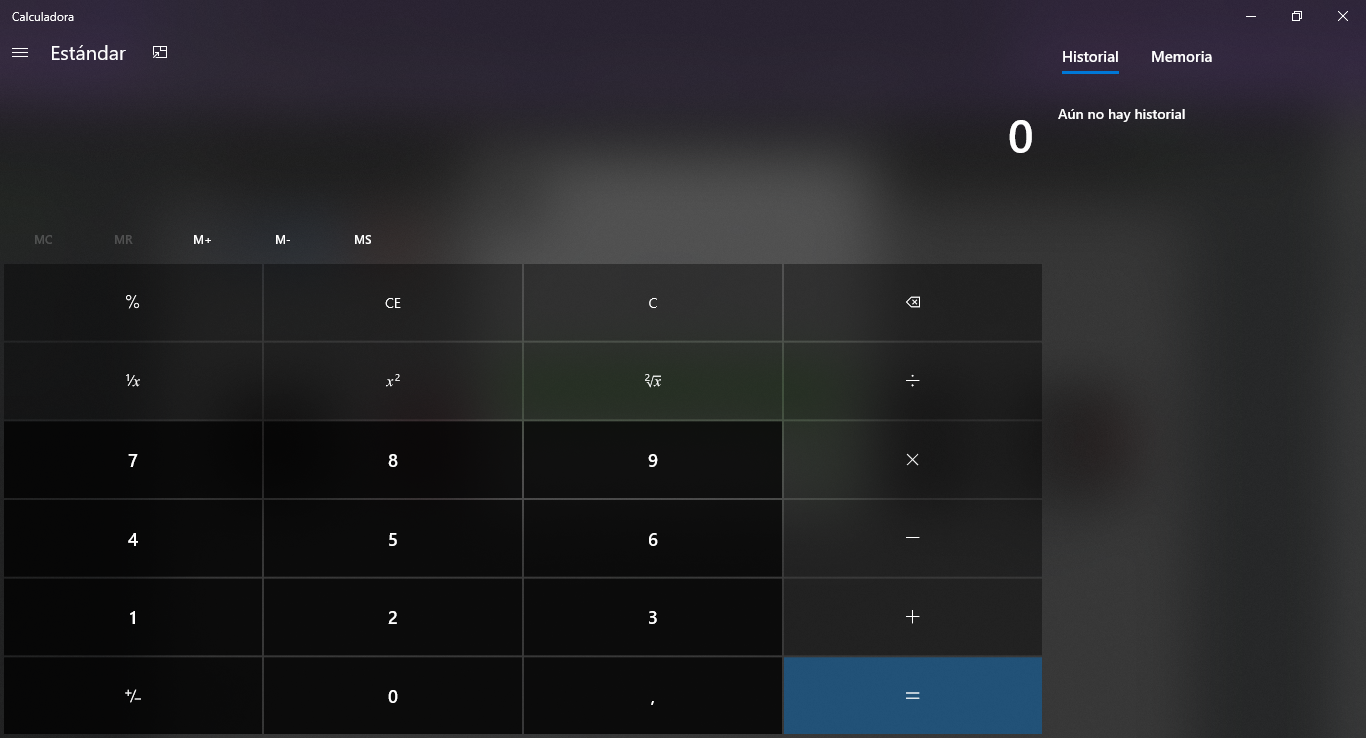 Calculadora
Estándar
Historial Memoria
Aún no hay historial
0
MC MR M+ M- MS
% CE C
¹/x x² ²√x ÷
7 8 9 ×
4 5 6 −
1 2 3 +
+/− 0 , =